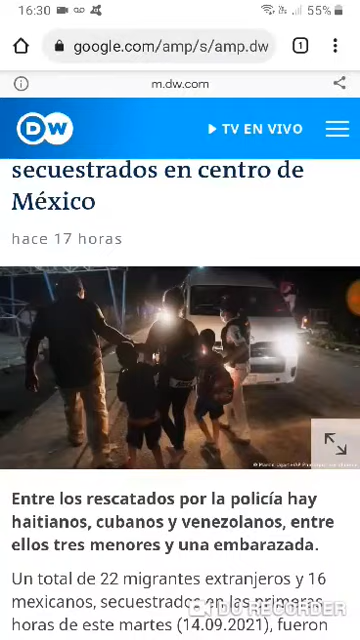 16:30
55%
google.com/amp/s/amp.dw
1
m.dw.com
DW
TV EN VIVO
secuestrados en centro de
México
hace 17 horas
Entre los rescatados por la policía hay
haitianos, cubanos y venezolanos, entre
ellos tres menores y una embarazada.
Un total de 22 migrantes extranjeros y 16
mexicanos, secuestrados en las primeras
DU RECORDER
horas de este martes (14.09.2021), fueron